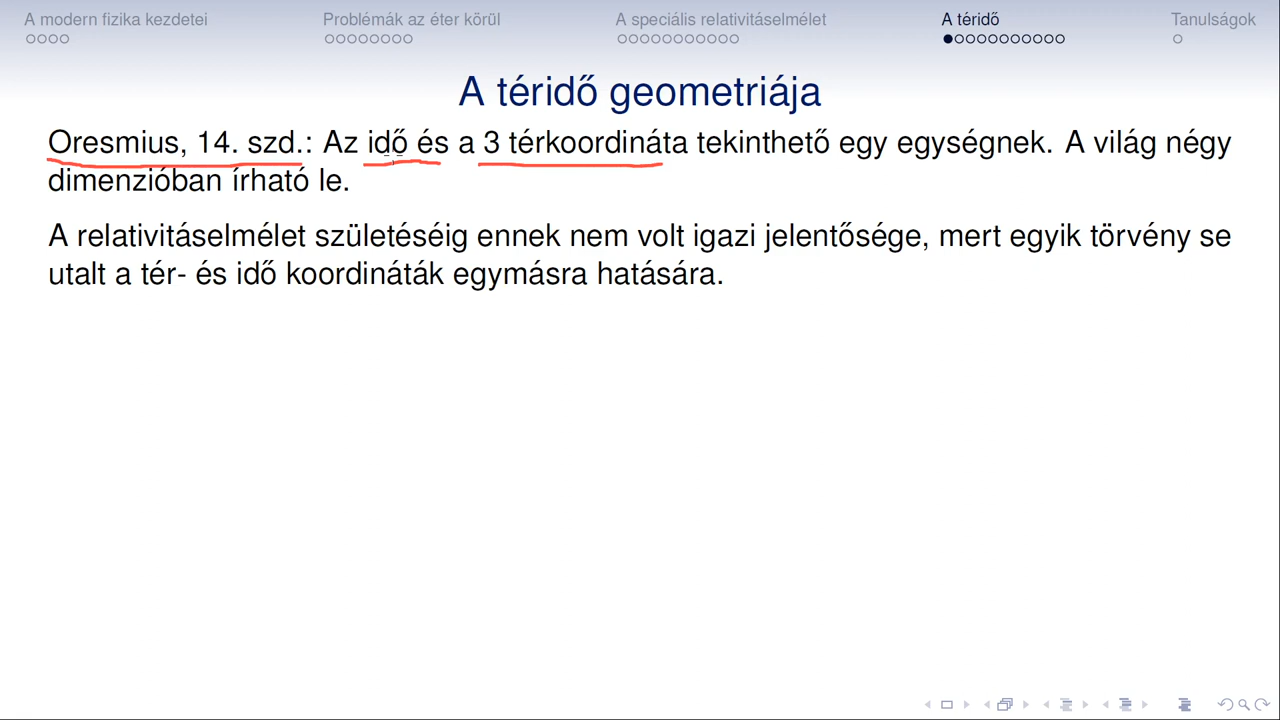 A modern fizika kezdetei Problémák az éter körül A speciális relativitáselmélet A téridő Tanulságok
A téridő geometriája
Oresmius, 14. szd.: Az idő és a 3 térkoordináta tekinthető egy egységnek. A világ négy
dimenzióban írható le.
A relativitáselmélet születéséig ennek nem volt igazi jelentősége, mert egyik törvény se
utalt a tér- és idő koordináták egymásra hatására.